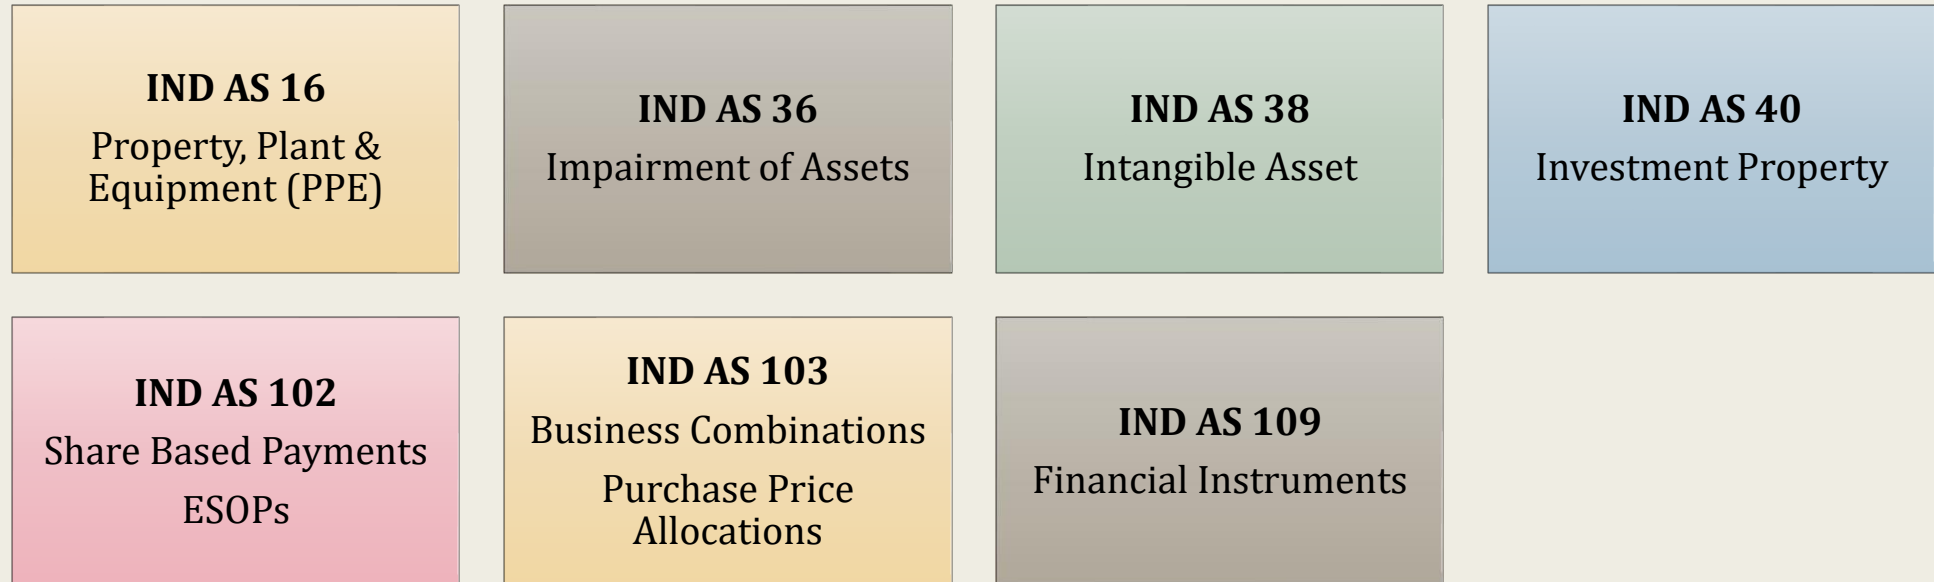 IND AS 16
Property, Plant &
Equipment (PPE)
IND AS 36
Impairment of Assets
IND AS 38
Intangible Asset
IND AS 40
Investment Property
IND AS 102
Share Based Payments
ESOPs
IND AS 103
Business Combinations
Purchase Price
Allocations
IND AS 109
Financial Instruments